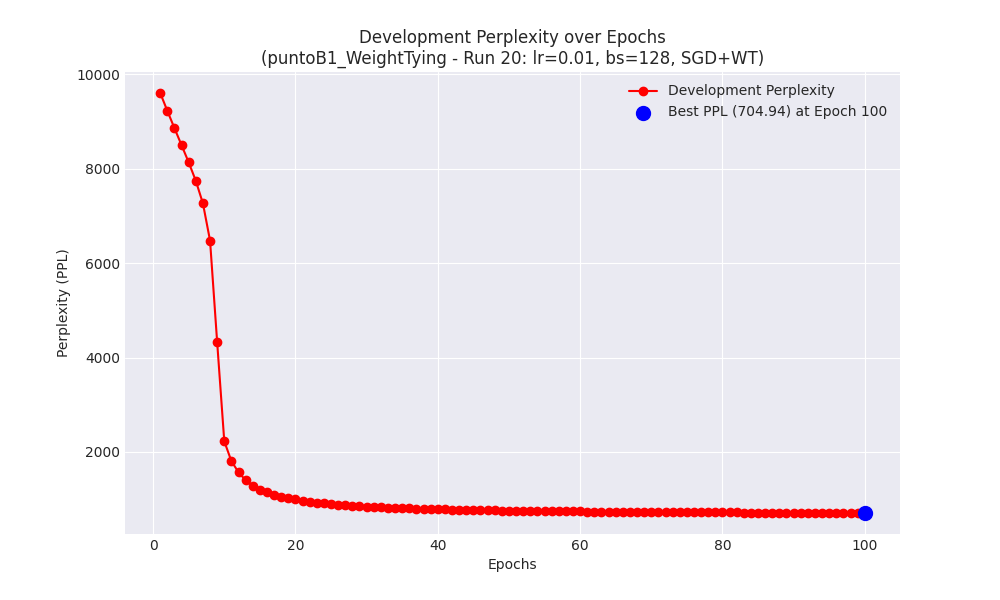 Development Perplexity over Epochs
(puntoB1_WeightTying - Run 20: lr=0.01, bs=128, SGD+WT)
Development Perplexity
Best PPL (704.94) at Epoch 100
Perplexity (PPL)
10000
8000
6000
4000
2000
0
20
40
60
80
100
Epochs